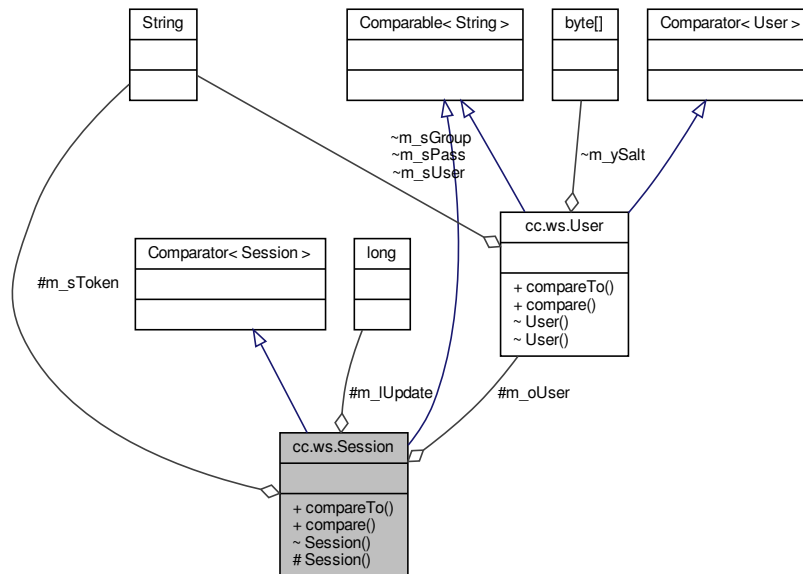 String
Comparable< String >
byte[]
Comparator< User >
~m_sGroup
~m_sPass
~m_sUser
~m_ySalt
cc.ws.User
+ compareTo()
+ compare()
~ User()
~ User()
Comparator< Session >
long
#m_sToken
#m_lUpdate
#m_oUser
cc.ws.Session
+ compareTo()
+ compare()
~ Session()
# Session()